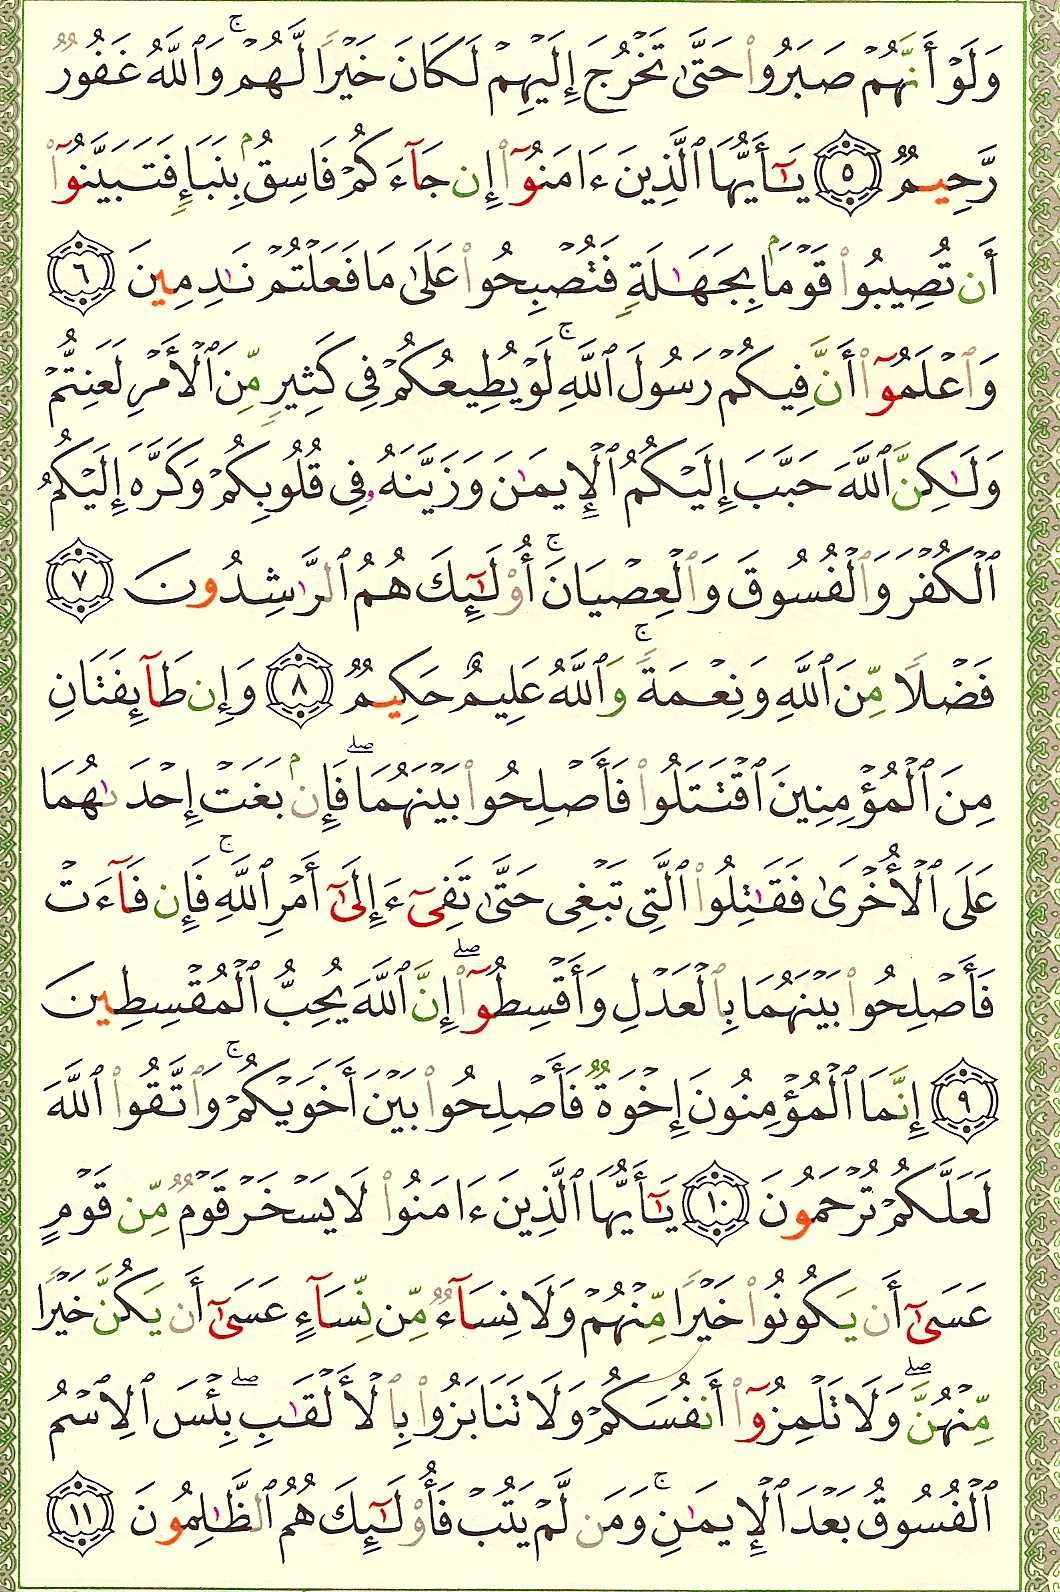 وَلَوْ أَنَّهُمْ صَبَرُوا۟ حَتَّىٰ تَخْرُجَ إِلَيْهِمْ لَكَانَ خَيْرًا لَّهُمْ ۚ وَٱللَّهُ غَفُورٌ
رَّحِيمٌ ٥ يَـٰٓأَيُّهَا ٱلَّذِينَ ءَامَنُوٓا۟ إِن جَآءَكُمْ فَاسِقٌۢ بِنَبَإٍ فَتَبَيَّنُوٓا۟
أَن تُصِيبُوا۟ قَوْمًۢا بِجَهَـٰلَةٍ فَتُصْبِحُوا۟ عَلَىٰ مَا فَعَلْتُمْ نَـٰدِمِينَ ٦
وَٱعْلَمُوٓا۟ أَنَّ فِيكُمْ رَسُولَ ٱللَّهِ ۚ لَوْ يُطِيعُكُمْ فِى كَثِيرٍ مِّنَ ٱلْأَمْرِ لَعَنِتُّمْ
وَلَـٰكِنَّ ٱللَّهَ حَبَّبَ إِلَيْكُمُ ٱلْإِيمَـٰنَ وَزَيَّنَهُۥ فِى قُلُوبِكُمْ وَكَرَّهَ إِلَيْكُمُ
ٱلْكُفْرَ وَٱلْفُسُوقَ وَٱلْعِصْيَانَ ۚ أُو۟لَـٰٓئِكَ هُمُ ٱلرَّٰشِدُونَ ٧
فَضْلًا مِّنَ ٱللَّهِ وَنِعْمَةً ۚ وَٱللَّهُ عَلِيمٌ حَكِيمٌ ٨ وَإِن طَآئِفَتَانِ
مِنَ ٱلْمُؤْمِنِينَ ٱقْتَتَلُوا۟ فَأَصْلِحُوا۟ بَيْنَهُمَا ۖ فَإِنۢ بَغَتْ إِحْدَىٰهُمَا
عَلَى ٱلْأُخْرَىٰ فَقَـٰتِلُوا۟ ٱلَّتِى تَبْغِى حَتَّىٰ تَفِىٓءَ إِلَىٰٓ أَمْرِ ٱللَّهِ ۚ فَإِن فَآءَتْ
فَأَصْلِحُوا۟ بَيْنَهُمَا بِٱلْعَدْلِ وَأَقْسِطُوٓا۟ ۖ إِنَّ ٱللَّهَ يُحِبُّ ٱلْمُقْسِطِينَ
٩ إِنَّمَا ٱلْمُؤْمِنُونَ إِخْوَةٌ فَأَصْلِحُوا۟ بَيْنَ أَخَوَيْكُمْ ۚ وَٱتَّقُوا۟ ٱللَّهَ
لَعَلَّكُمْ تُرْحَمُونَ ١٠ يَـٰٓأَيُّهَا ٱلَّذِينَ ءَامَنُوا۟ لَا يَسْخَرْ قَوْمٌ مِّن قَوْمٍ
عَسَىٰٓ أَن يَكُونُوا۟ خَيْرًا مِّنْهُمْ وَلَا نِسَآءٌ مِّن نِّسَآءٍ عَسَىٰٓ أَن يَكُنَّ خَيْرًا
مِّنْهُنَّ ۖ وَلَا تَلْمِزُوٓا۟ أَنفُسَكُمْ وَلَا تَنَابَزُوا۟ بِٱلْأَلْقَـٰبِ ۖ بِئْسَ ٱلِٱسْمُ
ٱلْفُسُوقُ بَعْدَ ٱلْإِيمَـٰنِ ۚ وَمَن لَّمْ يَتُبْ فَأُو۟لَـٰٓئِكَ هُمُ ٱلظَّـٰلِمُونَ ١١